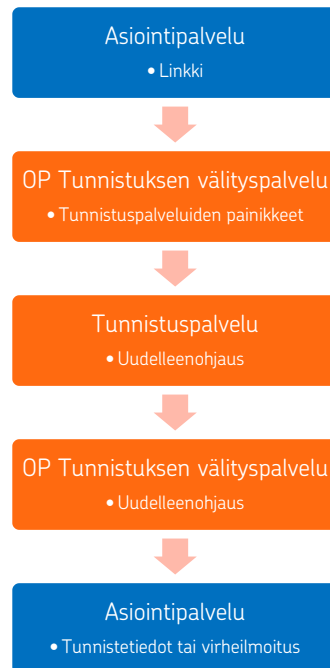 Asiointipalvelu
• Linkki
OP Tunnistuksen välityspalvelu
• Tunnistuspalveluiden painikkeet
Tunnistuspalvelu
• Uudelleenohjaus
OP Tunnistuksen välityspalvelu
• Uudelleenohjaus
Asiointipalvelu
• Tunnistetiedot tai virheilmoitus